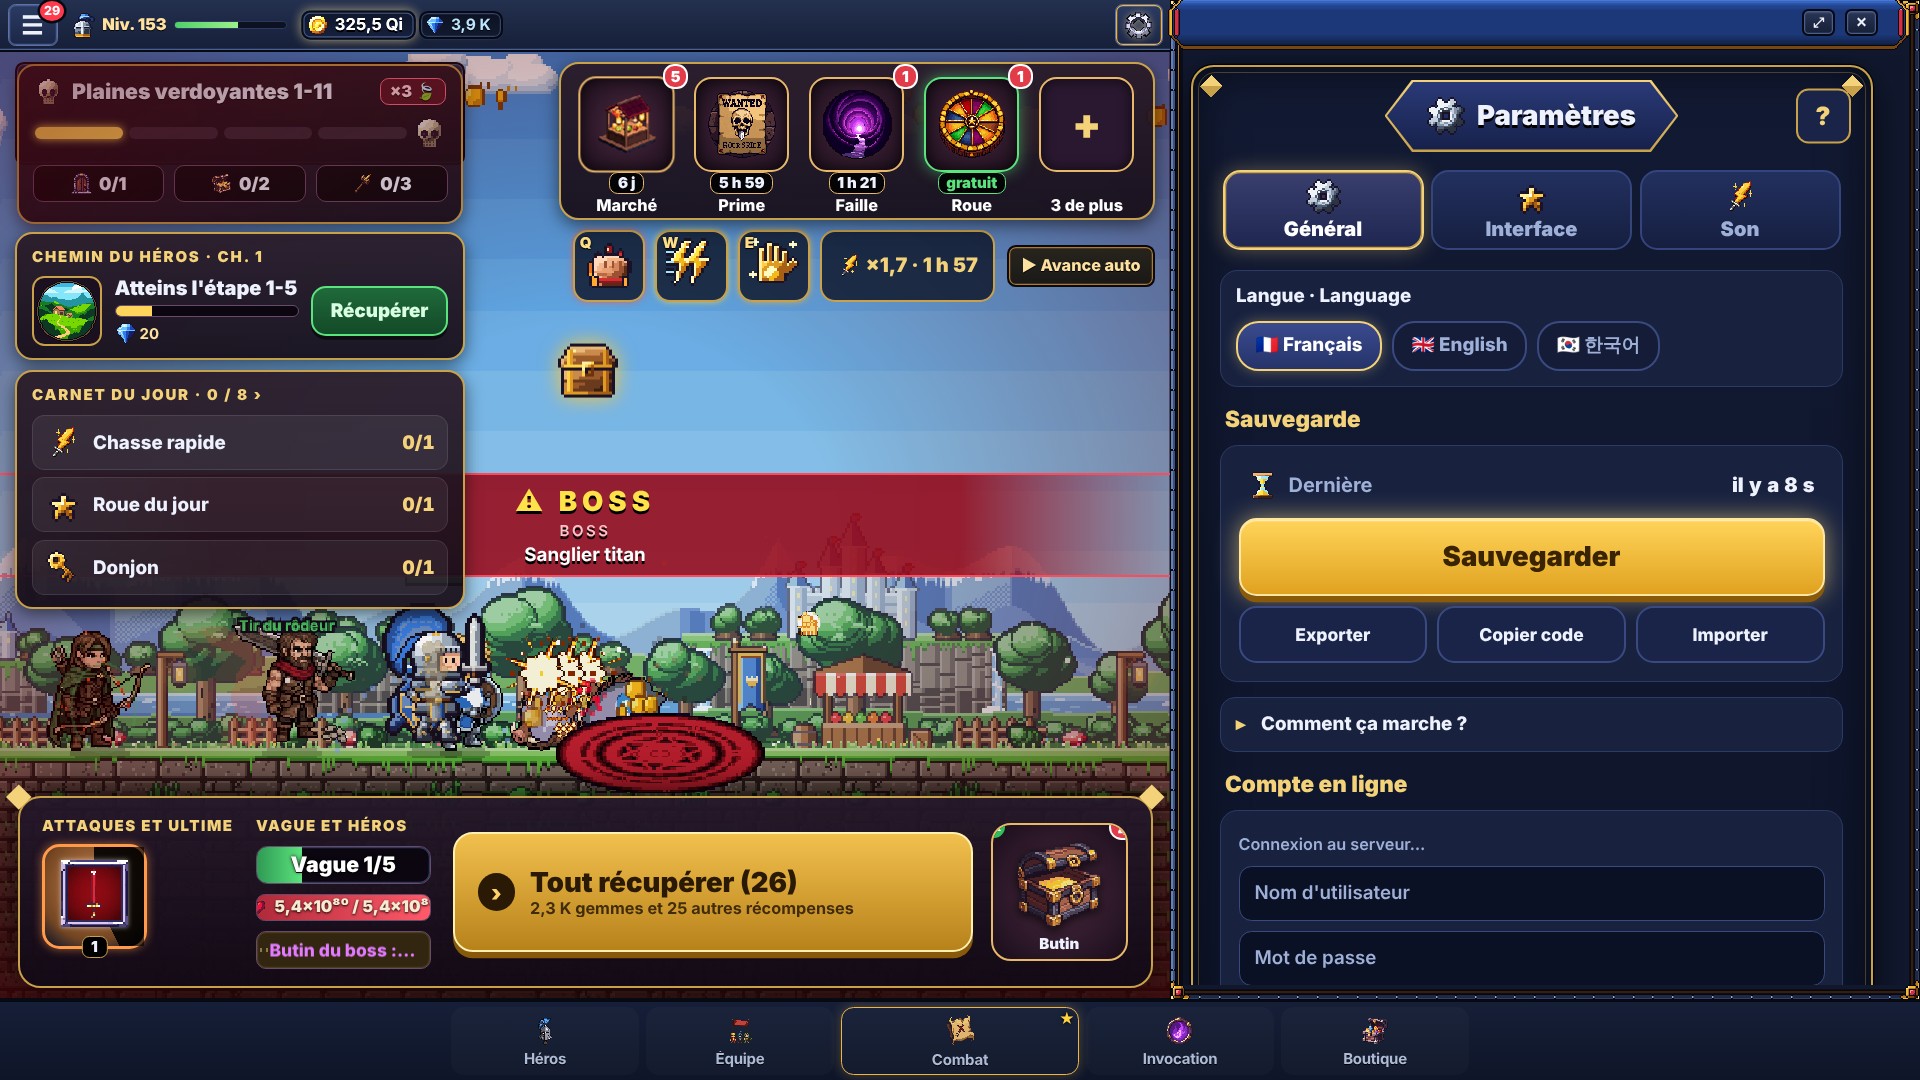 29
Niv. 153
325,5 Qi
3,9 K
Plaines verdoyantes 1-11
×3
0/1
0/2
0/3
CHEMIN DU HÉROS · CH. 1
Atteins l'étape 1-5
20
Récupérer
CARNET DU JOUR · 0 / 8 ›
Chasse rapide
0/1
Roue du jour
0/1
Donjon
0/1
5
6 j
Marché
WANTED
5 h 59
Prime
1
1 h 21
Faille
1
gratuit
Roue
+
3 de plus
Q
W
E
×1,7 · 1 h 57
Avance auto
BOSS
BOSS
Sanglier titan
Tir du rôdeur
ATTAQUES ET ULTIME
1
VAGUE ET HÉROS
Vague 1/5
5,4×10⁸⁰ / 5,4×10⁸
Butin du boss :...
Tout récupérer (26)
2,3 K gemmes et 25 autres récompenses
Butin
Héros
Équipe
Combat
Invocation
Boutique
Paramètres
?
Général
Interface
Son
Langue · Language
Français
English
한국어
Sauvegarde
Dernière
il y a 8 s
Sauvegarder
Exporter
Copier code
Importer
Comment ça marche ?
Compte en ligne
Connexion au serveur...
Nom d'utilisateur
Mot de passe